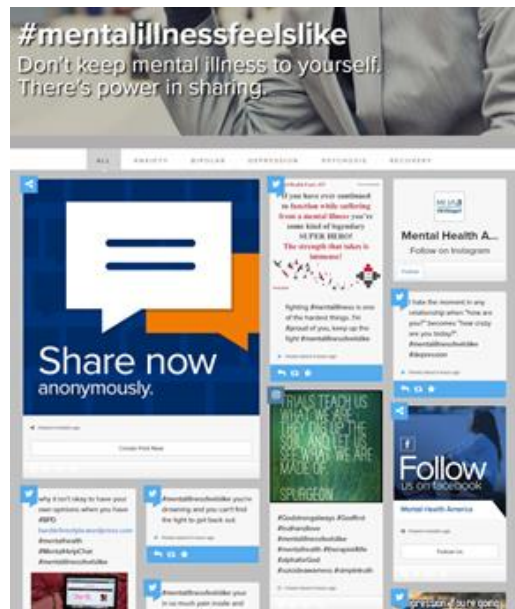 #mentalillnessfeelslike
Don't keep mental illness to yourself.
There's power in sharing.
ALL ANXIETY BIPOLAR DEPRESSION PSYCHOSIS RECOVERY
Share now
anonymously.
Create Post Now
why it isn't okay to have your
own opinions when you have
#BPD
#mentalhealth
#MentalHelpChat
#mentalillnessfeelslike
#mentalillnessfeelslike you're
drowning and you can't find
the light to get back out.
#mentalillnessfeelslike your
in so much pain inside and
If you have ever continued
to function while suffering
from a mental illness you're
some kind of legendary
SUPER HERO!
The strength that takes is
immense!
fighting #mentalillness is one
of the hardest things. I'm
#proud of you, keep up the
fight #mentalillnessfeelslike
TRIALS TEACH US
WHAT WE ARE;
THEY DIG UP THE
SOIL, AND LET US
SEE WHAT WE ARE
MADE OF.
SPURGEON
#Godstrongalways #Godfirst
#mentalillnessfeelslike
#mentalhealth #therapistlife
#alphaforGod
#suicideawareness #simpletruth
Mental Health A...
Follow on Instagram
Follow
I hate the moment in any
relationship when "how are
you?" becomes "how crazy
are you today?".
#mentalillnessfeelslike
#depression
Follow
us on facebook
Mental Health America
Follow Us